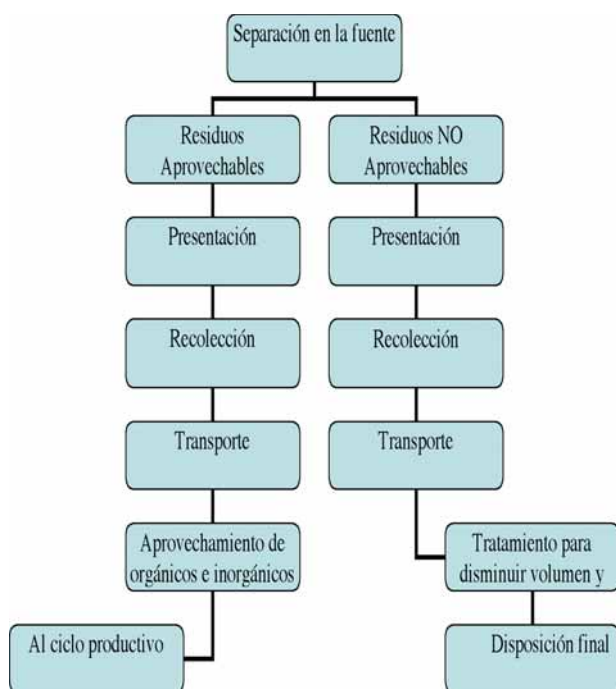 Separación en la fuente
Residuos
Aprovechables
Residuos NO
Aprovechables
Presentación
Presentación
Recolección
Recolección
Transporte
Transporte
Aprovechamiento de
orgánicos e inorgánicos
Tratamiento para
disminuir volumen y
Al ciclo productivo
Disposición final